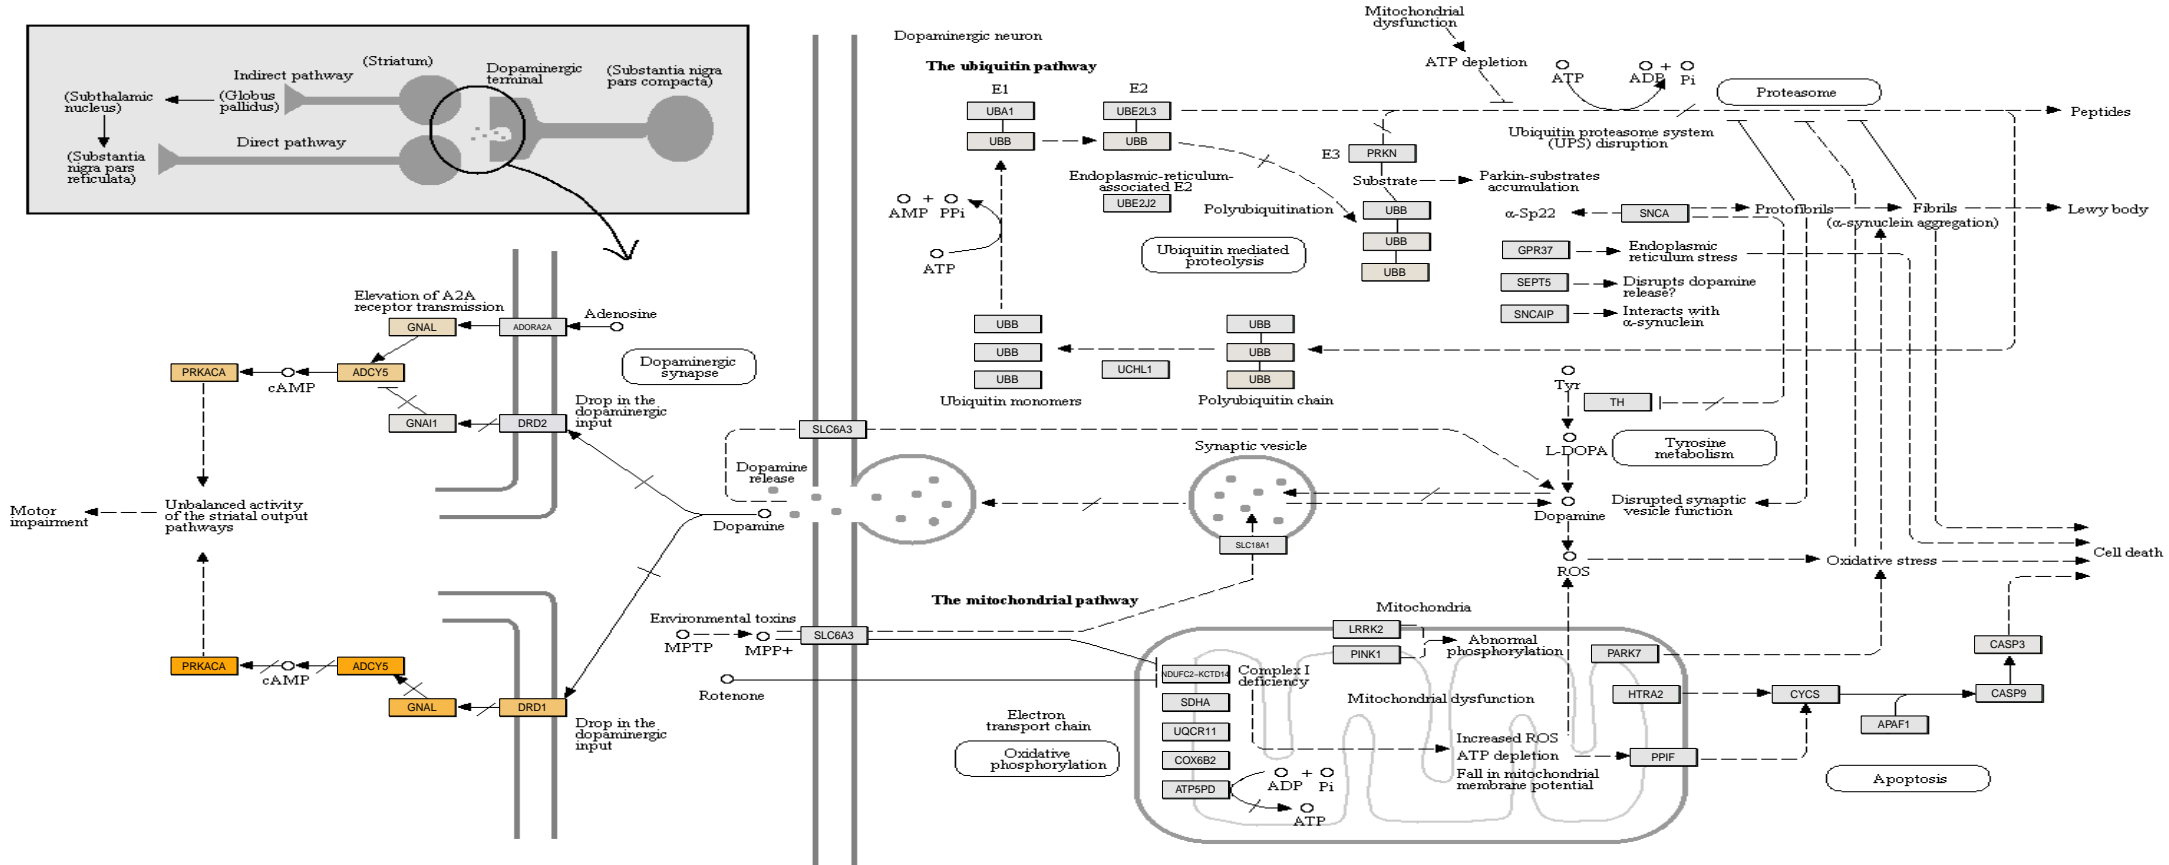 (Striatum)
Indirect pathway
(Subthalamic
nucleus)
(Globus
pallidus)
Dopaminergic
terminal
(Substantia nigra
pars compacta)
Direct pathway
(Substantia
nigra pars
reticulata)
Elevation of A2A
receptor transmission
GNAL
ADORA2A
Adenosine
PRKACA
cAMP
ADCY5
Dopaminergic
synapse
GNAI1
DRD2
Drop in the
dopaminergic
input
Motor
impairment
Unbalanced activity
of the striatal output
pathways
Dopamine
release
Dopamine
PRKACA
cAMP
ADCY5
GNAL
DRD1
Drop in the
dopaminergic
input
SLC6A3
Environmental toxins
MPTP
MPP+
SLC6A3
Rotenone
Dopaminergic neuron
The ubiquitin pathway
E1
E2
UBA1
UBB
UBE2L3
UBB
Endoplasmic-reticulum-
associated E2
UBE2J2
AMP + PPi
ATP
Polyubiquitination
Ubiquitin mediated
proteolysis
UBB
UBB
UBB
Ubiquitin monomers
UCHL1
UBB
UBB
UBB
Polyubiquitin chain
Mitochondrial
dysfunction
ATP depletion
ATP
ADP + Pi
Proteasome
Peptides
Ubiquitin proteasome system
(UPS) disruption
E3
PRKN
Substrate
Parkin-substrates
accumulation
UBB
UBB
UBB
α-Sp22
SNCA
Protofibrils
Fibrils
(α-synuclein aggregation)
Lewy body
GPR37
Endoplasmic
reticulum stress
SEPT5
Disrupts dopamine
release?
SNCAIP
Interacts with
α-synuclein
Tyr
TH
L-DOPA
Tyrosine
metabolism
Synaptic vesicle
SLC18A1
Dopamine
Disrupted synaptic
vesicle function
ROS
Oxidative stress
Cell death
The mitochondrial pathway
Mitochondria
LRRK2
PINK1
Abnormal
phosphorylation
PARK7
NDUFC2-KCTD14
Complex I
deficiency
SDHA
UQCR11
COX6B2
ATP5PD
Electron
transport chain
Oxidative
phosphorylation
Mitochondrial dysfunction
Increased ROS
ATP depletion
Fall in mitochondrial
membrane potential
ADP + Pi
ATP
HTRA2
PPIF
CYCS
APAF1
CASP9
CASP3
Apoptosis